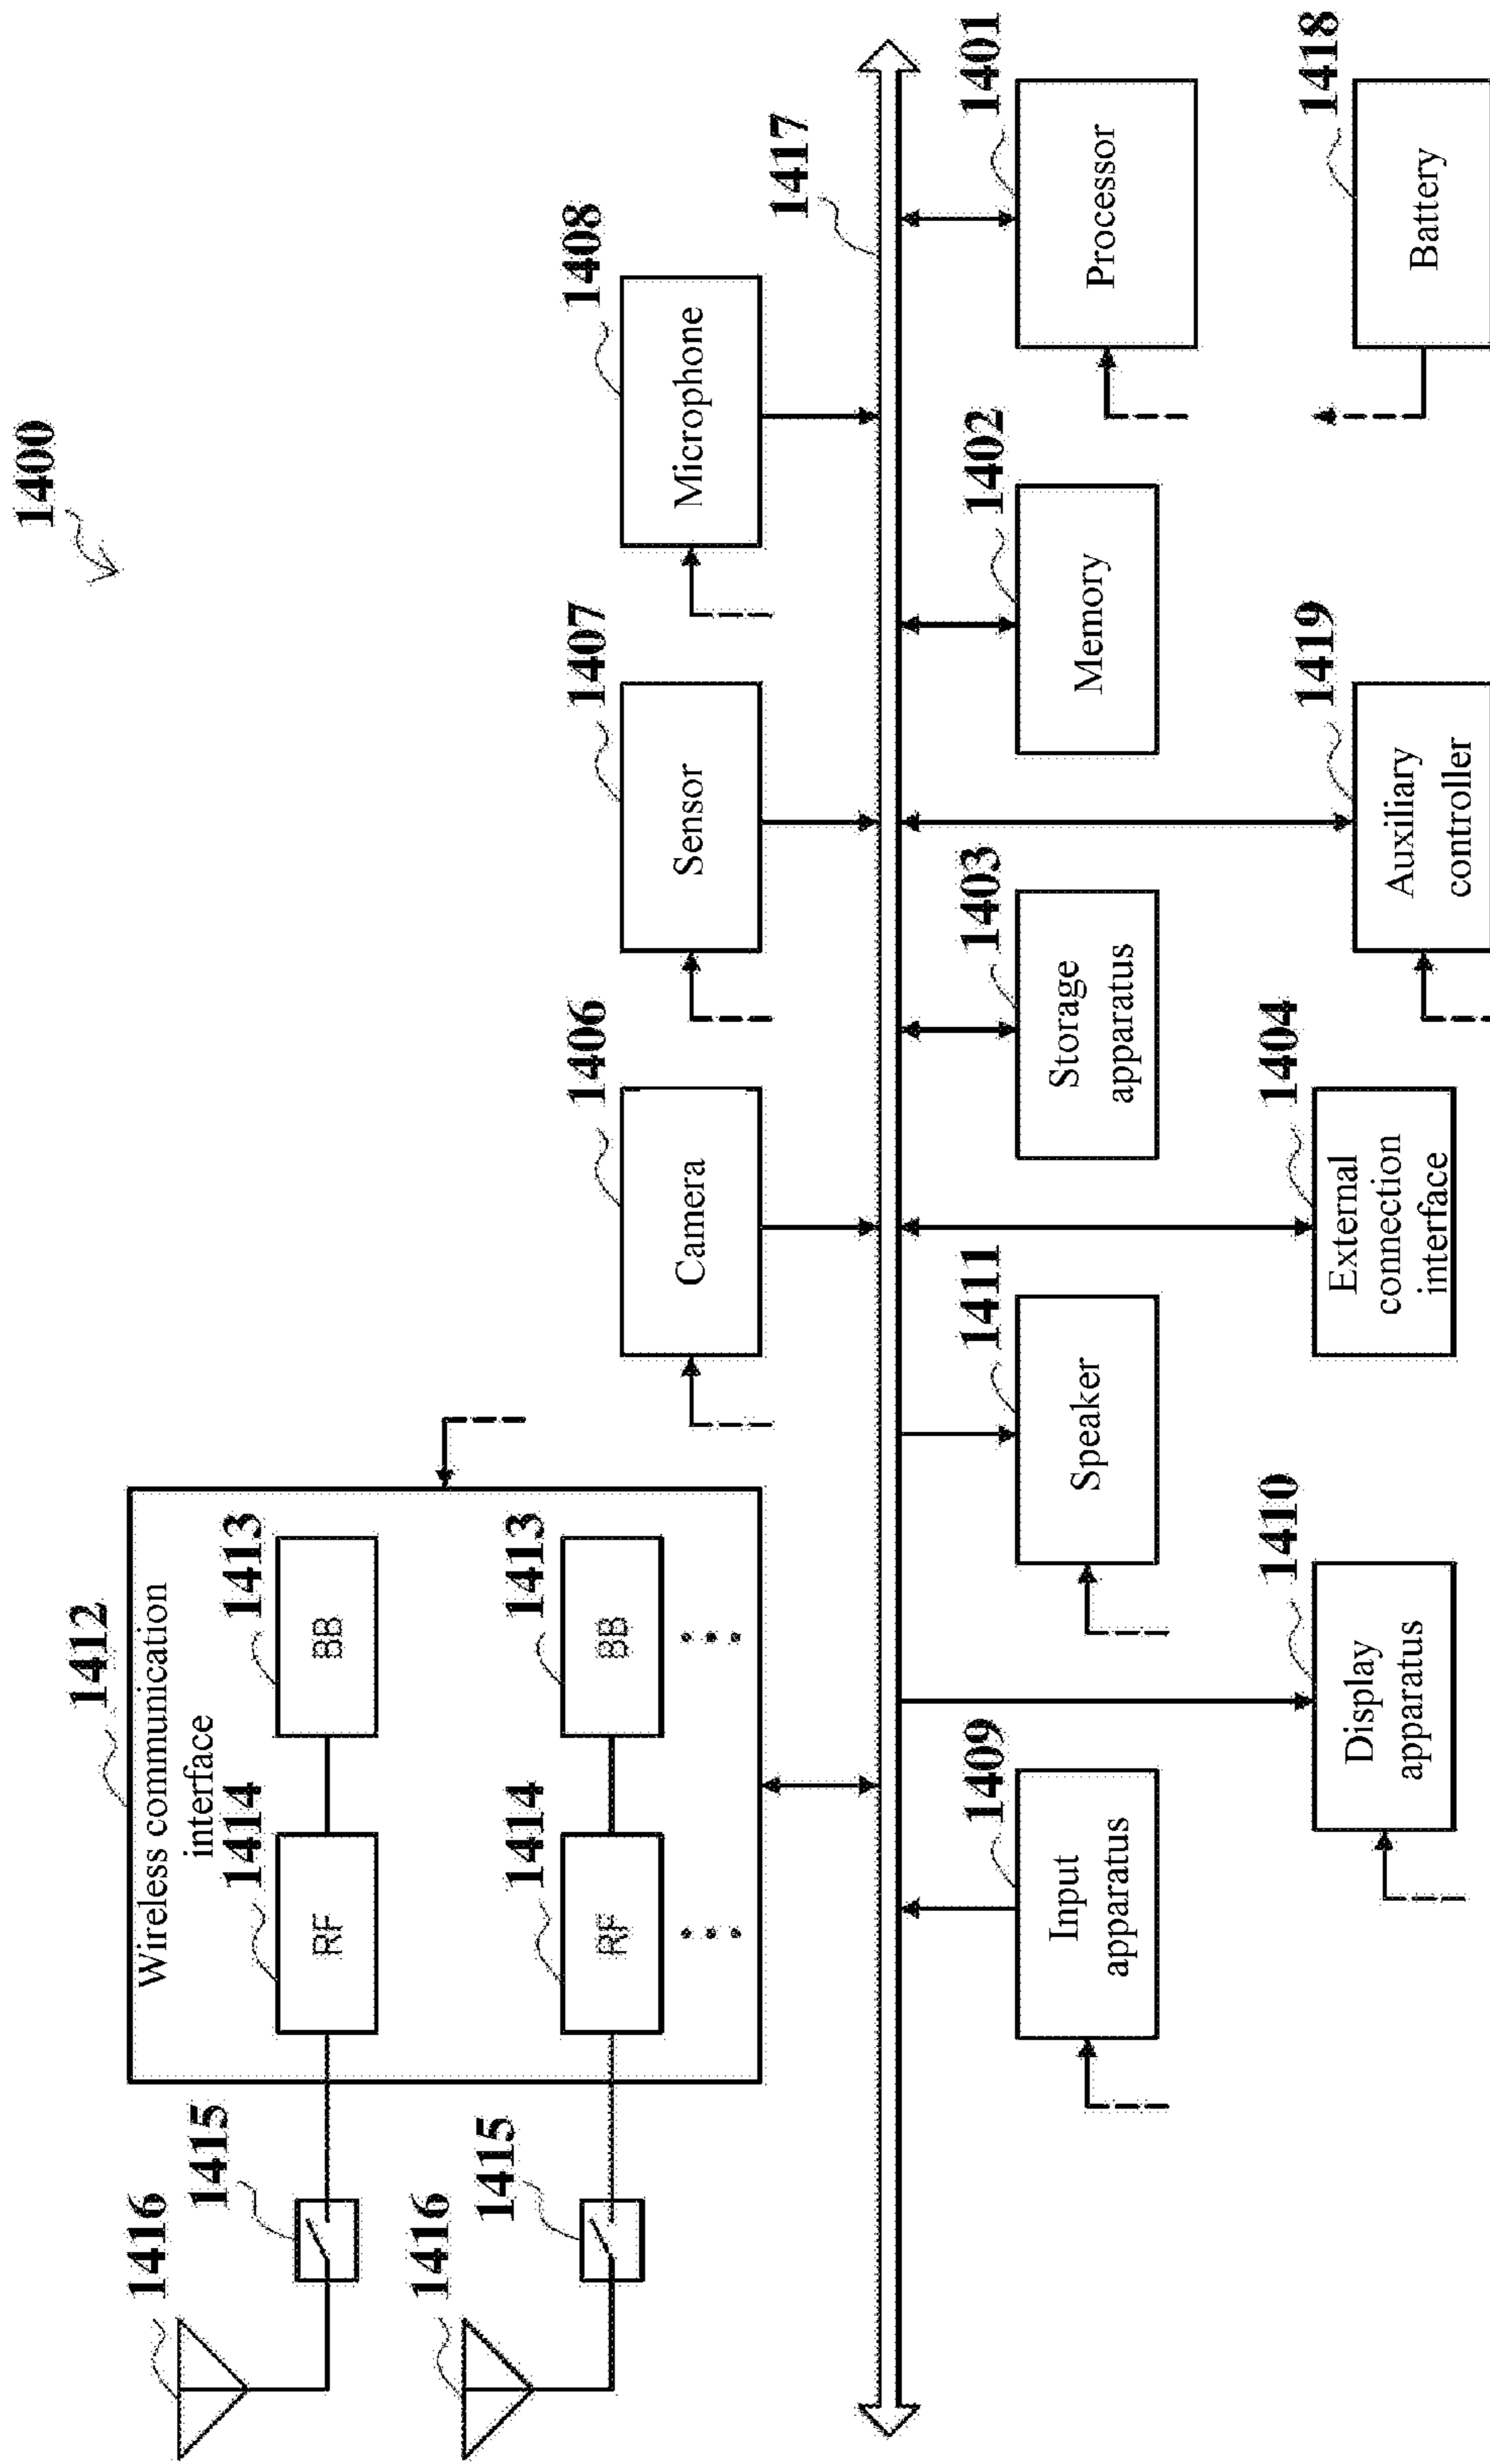 1400
1412
Wireless communication
interface
1416
1415
1414
RF
1413
BB
1416
1415
1414
RF
1413
BB
1406
Camera
1407
Sensor
1408
Microphone
1417
1409
Input
apparatus
1411
Speaker
1403
Storage
apparatus
1402
Memory
1401
Processor
1410
Display
apparatus
1404
External
connection
interface
1419
Auxiliary
controller
1418
Battery